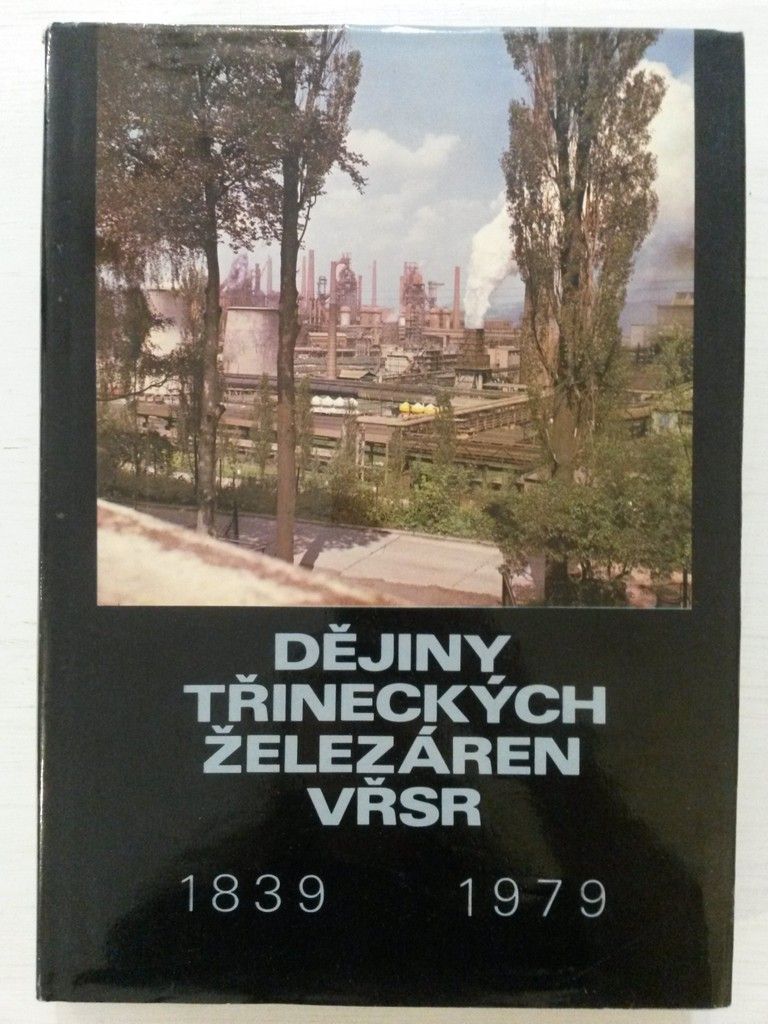 DĚJINY
TŘINECKÝCH
ŽELEZÁREN
VŘSR
1839 1979